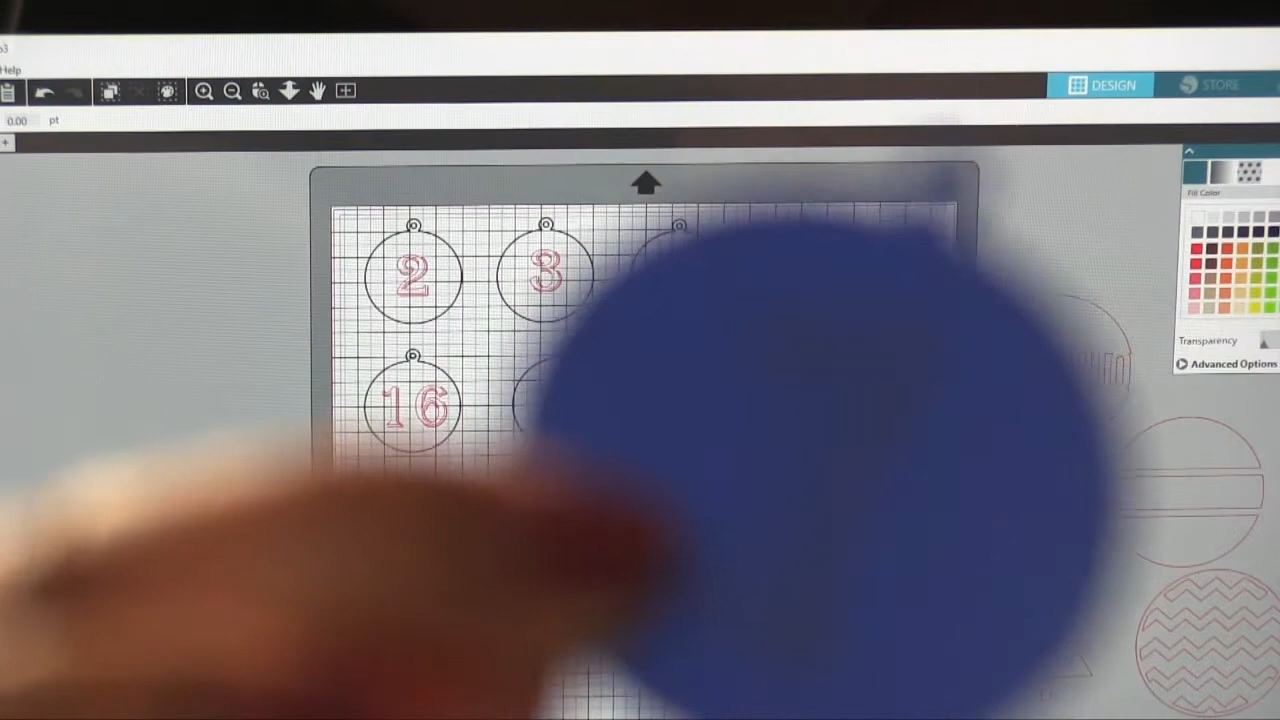 Help
DESIGN
STORE
0.00 pt
+
Fill Color
2
3
16
Transparency
Advanced Options